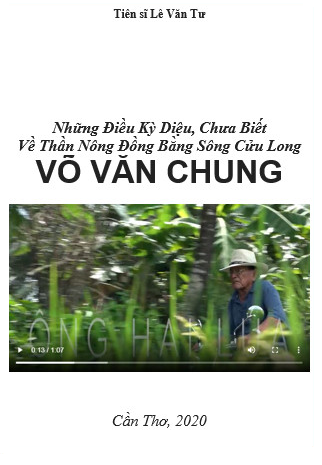 Tiên sĩ Lê Văn Tư
Những Điều Kỳ Diệu, Chưa Biết
Về Thần Nông Đồng Bằng Sông Cửu Long
VÕ VĂN CHUNG
ÔNG HAI LÚA
0:13 / 1:07
Cần Thơ, 2020